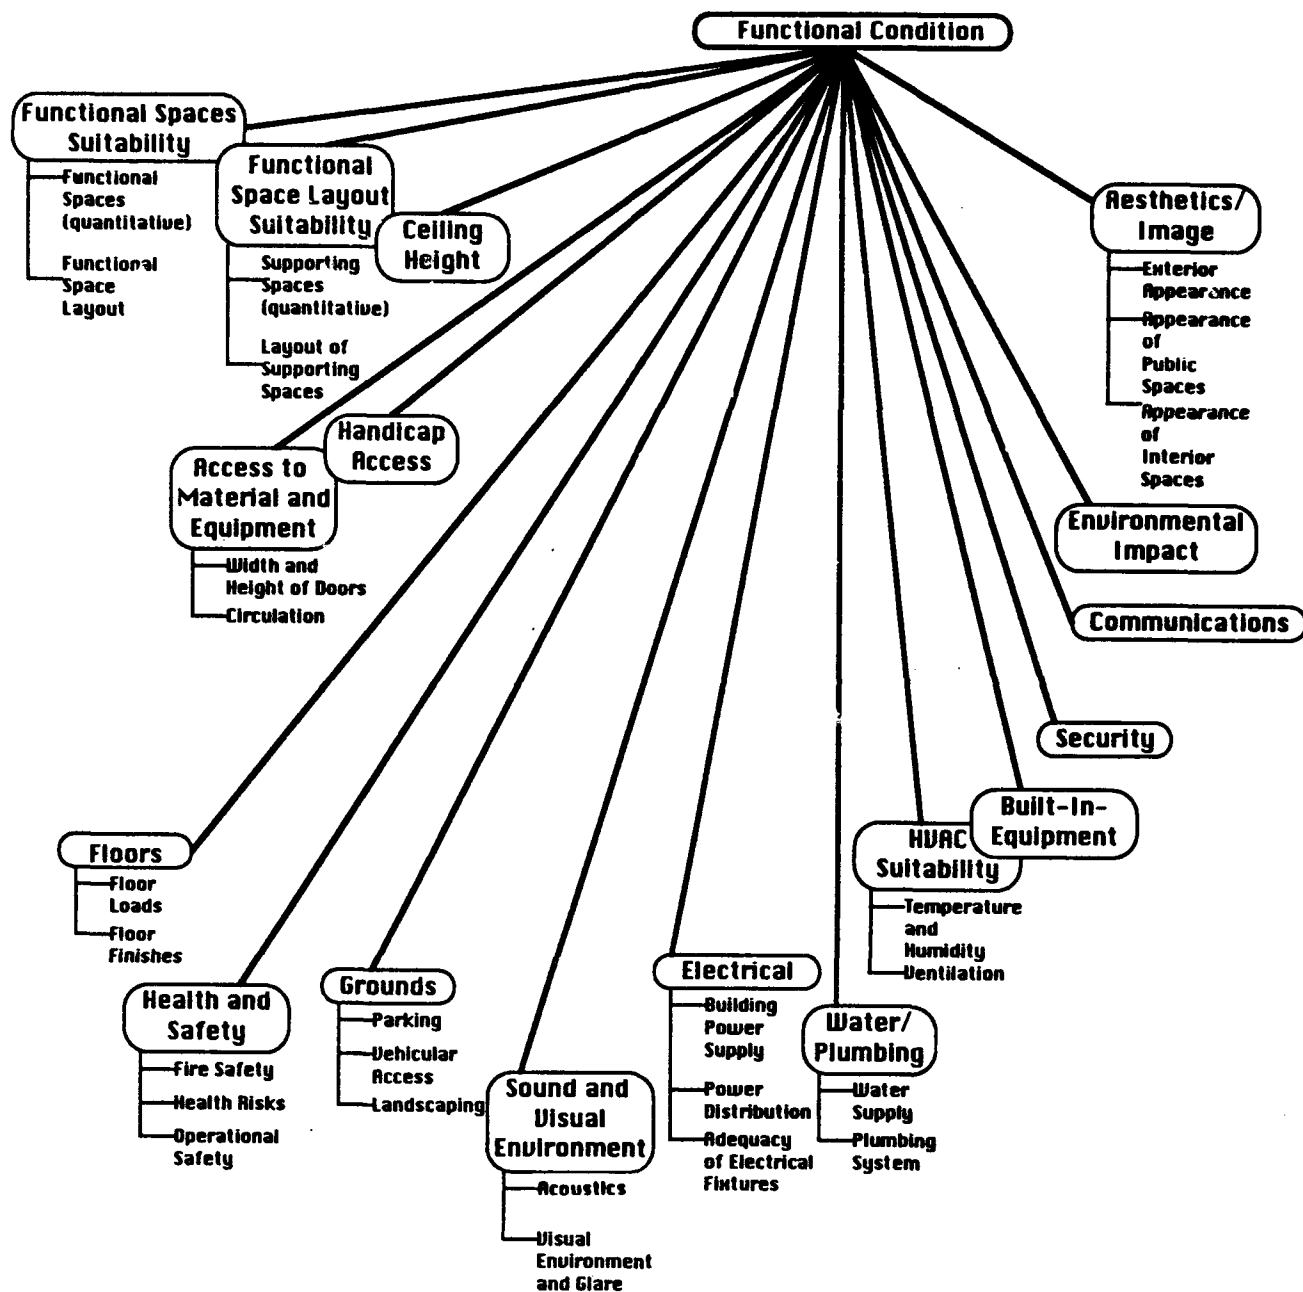 Functional Condition
Functional Spaces
Suitability
Functional
Spaces
(quantitative)
Functional
Space
Layout
Functional
Space Layout
Suitability
Supporting
Spaces
(quantitative)
Layout of
Supporting
Spaces
Ceiling
Height
Handicap
Access
Access to
Material and
Equipment
Width and
Height of Doors
Circulation
Floors
Floor
Loads
Floor
Finishes
Health and
Safety
Fire Safety
Health Risks
Operational
Safety
Grounds
Parking
Vehicular
Access
Landscaping
Sound and
Visual
Environment
Acoustics
Visual
Environment
and Glare
Electrical
Building
Power
Supply
Power
Distribution
Adequacy
of Electrical
Fixtures
Water/
Plumbing
Water
Supply
Plumbing
System
HVAC
Suitability
Temperature
and
Humidity
Ventilation
Built-In-
Equipment
Security
Communications
Environmental
Impact
Aesthetics/
Image
Exterior
Appearance
Appearance
of
Public
Spaces
Appearance
of
Interior
Spaces